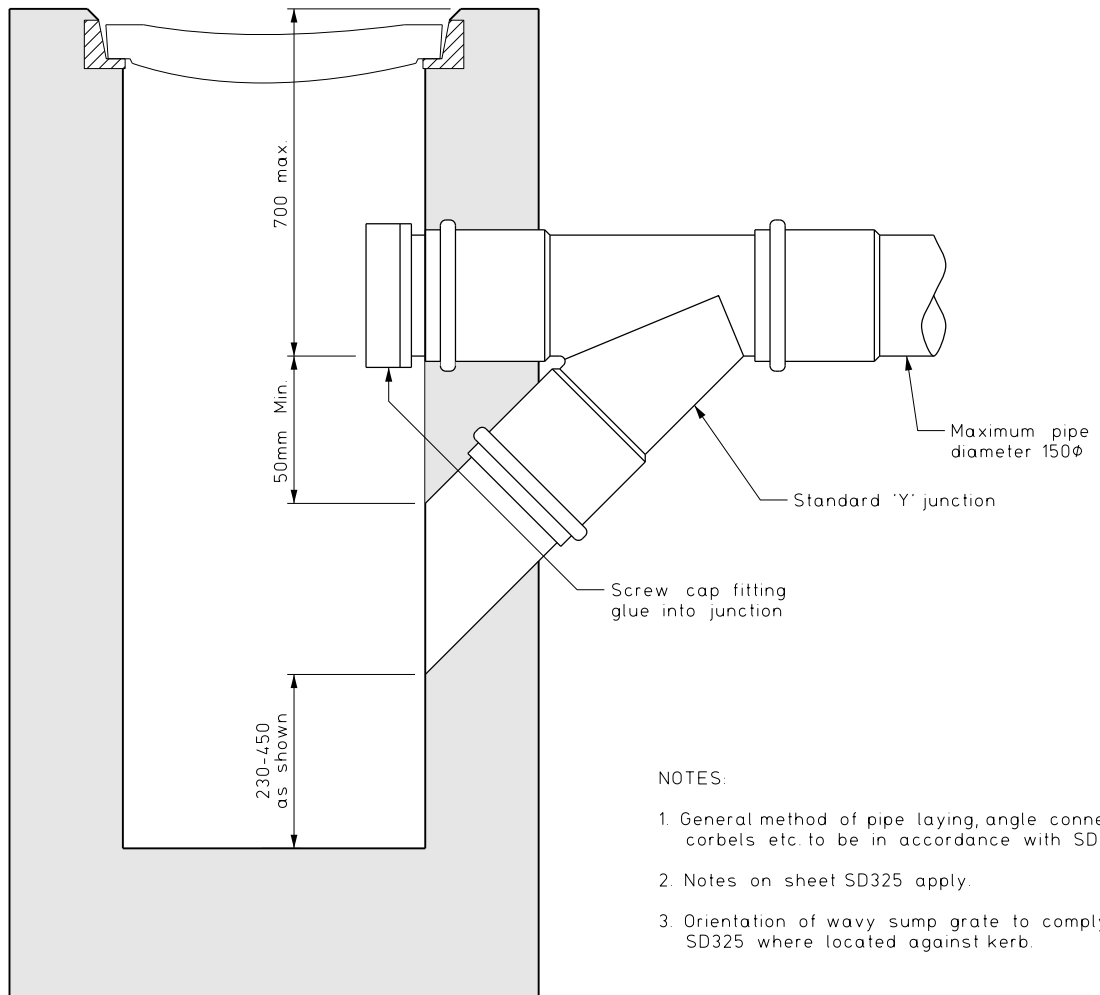 700 max.
50mm Min.
230-450
as shown
Maximum pipe
diameter 150φ
Standard 'Y' junction
Screw cap fitting
glue into junction
NOTES:
1. General method of pipe laying, angle conne
corbels etc. to be in accordance with SD
2. Notes on sheet SD325 apply.
3. Orientation of wavy sump grate to comply
SD325 where located against kerb.